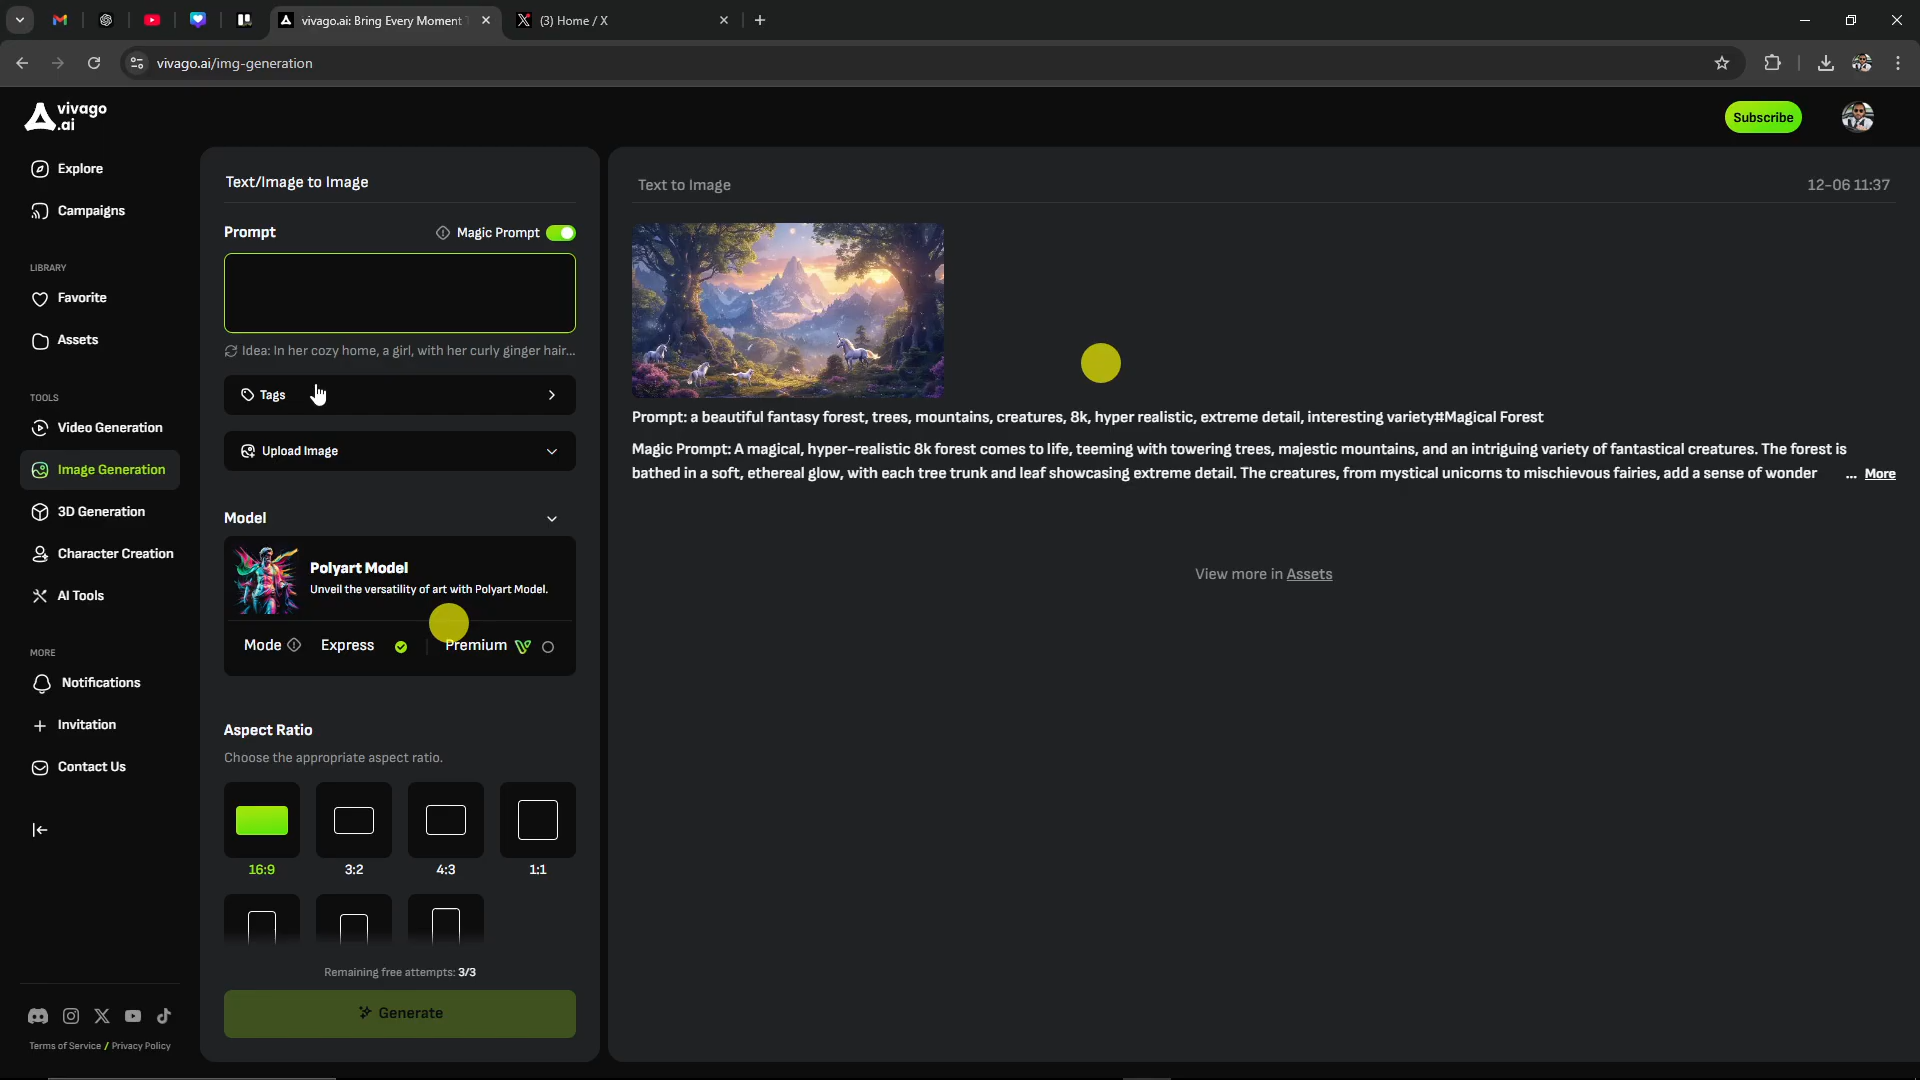 vivago.ai: Bring Every Moment T
(3) Home / X
vivago.ai/img-generation
vivago
.ai
Subscribe
Explore
Campaigns
LIBRARY
Favorite
Assets
TOOLS
Video Generation
Image Generation
3D Generation
Character Creation
AI Tools
MORE
Notifications
Invitation
Contact Us
Terms of Service / Privacy Policy
Text/Image to Image
Prompt
Magic Prompt
Idea: In her cozy home, a girl, with her curly ginger hair...
Tags
Upload Image
Model
Polyart Model
Unveil the versatility of art with Polyart Model.
Mode Express Premium
Aspect Ratio
Choose the appropriate aspect ratio.
16:9 3:2 4:3 1:1
Remaining free attempts: 3/3
Generate
Text to Image 12-06 11:37
Prompt: a beautiful fantasy forest, trees, mountains, creatures, 8k, hyper realistic, extreme detail, interesting variety#Magical Forest
Magic Prompt: A magical, hyper-realistic 8k forest comes to life, teeming with towering trees, majestic mountains, and an intriguing variety of fantastical creatures. The forest is
bathed in a soft, ethereal glow, with each tree trunk and leaf showcasing extreme detail. The creatures, from mystical unicorns to mischievous fairies, add a sense of wonder ... More
View more in Assets